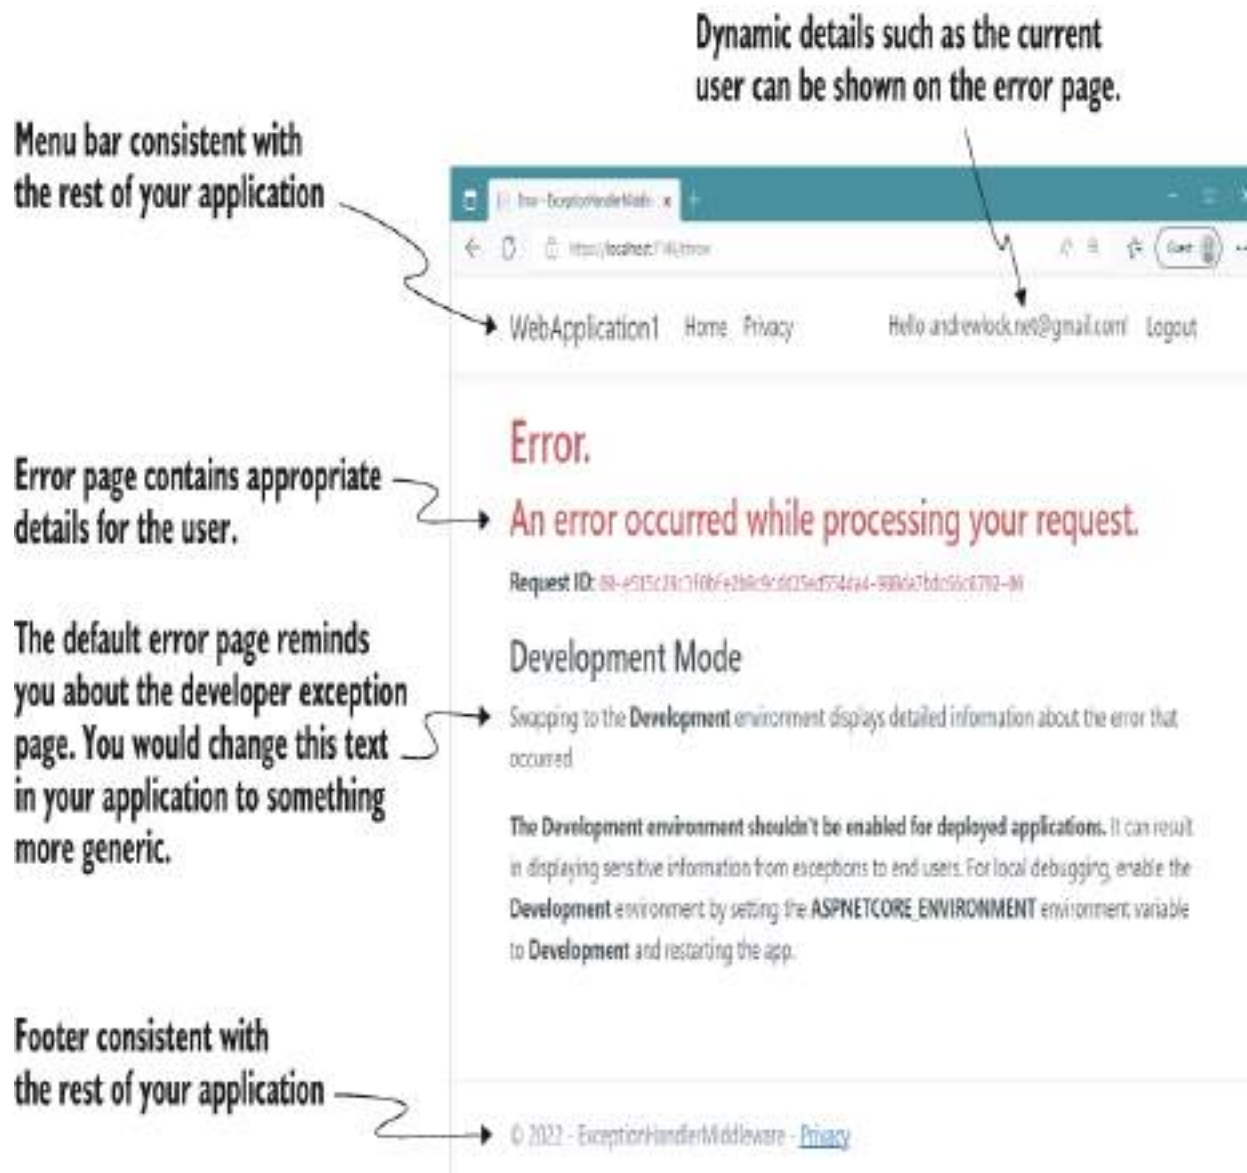 Dynamic details such as the current
user can be shown on the error page.
Menu bar consistent with
the rest of your application
Error - ExceptionHandlerMiddle
https://localhost:
/throw
Guest
WebApplication1 Home Privacy Hello andrewlock.net@gmail.com! Logout
Error.
Error page contains appropriate
details for the user.
An error occurred while processing your request.
Request ID:
The default error page reminds
you about the developer exception
page. You would change this text
in your application to something
more generic.
Development Mode
Swapping to the Development environment displays detailed information about the error that
occurred.
The Development environment shouldn't be enabled for deployed applications. It can result
in displaying sensitive information from exceptions to end users. For local debugging, enable the
Development environment by setting the ASPNETCORE_ENVIRONMENT environment variable
to Development and restarting the app.
Footer consistent with
the rest of your application
© 2022 - ExceptionHandlerMiddleware - Privacy